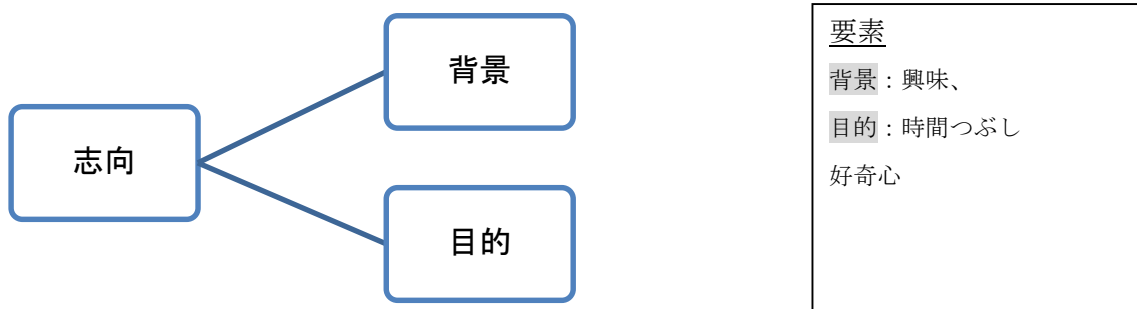 志向
背景
目的
要素
背景：興味、
目的：時間つぶし
好奇心